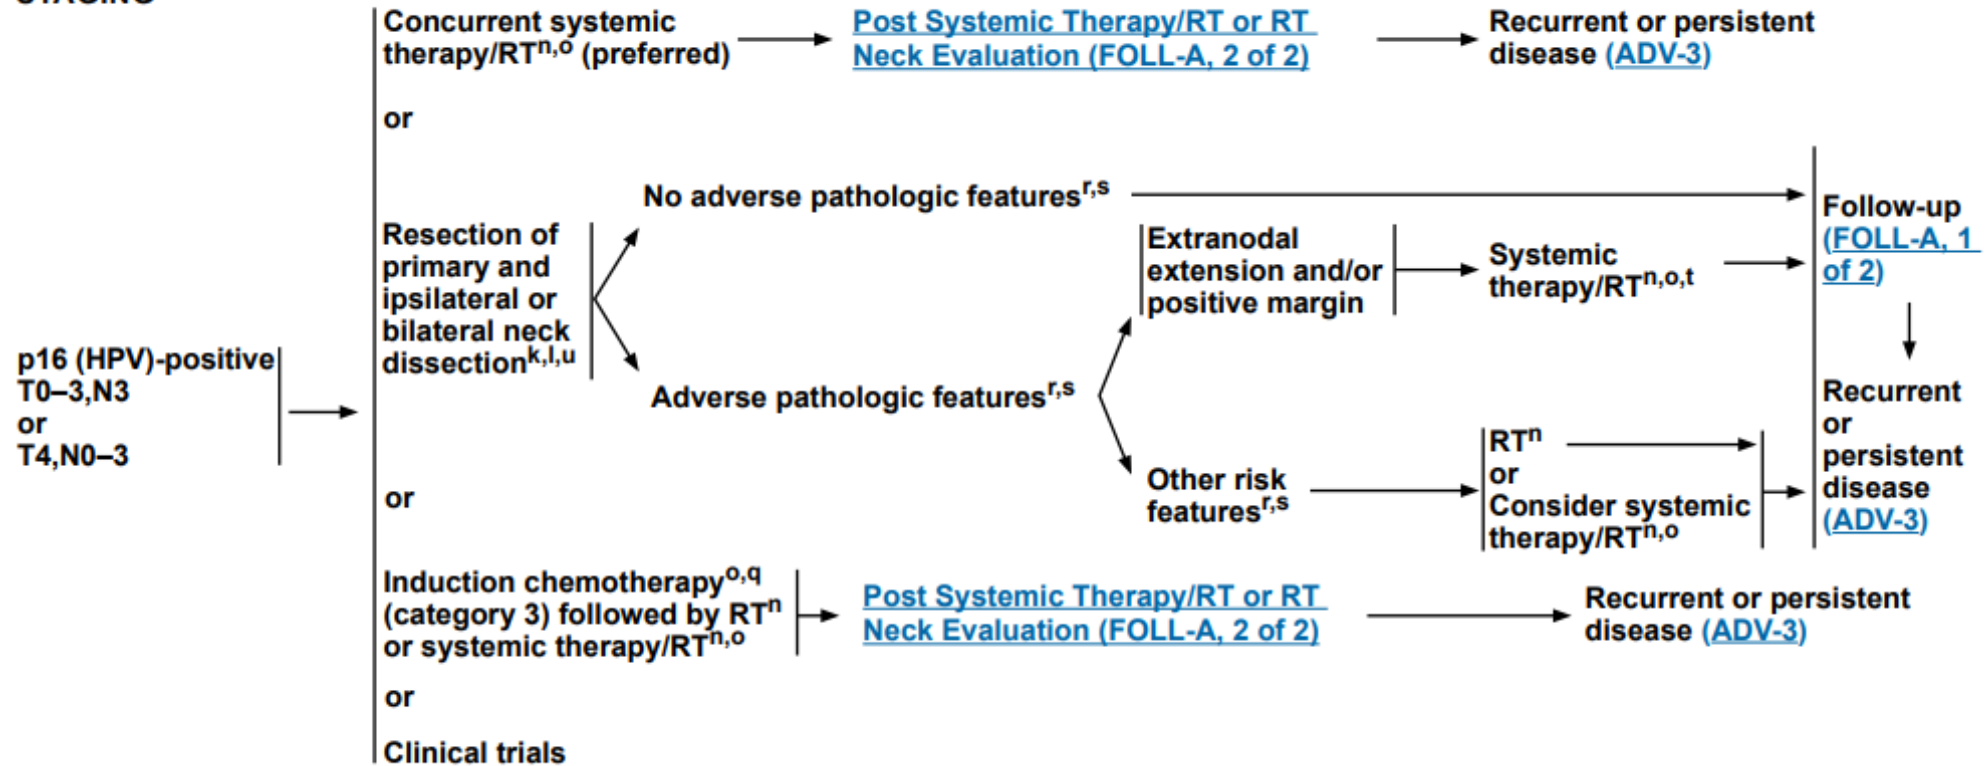 Concurrent systemic
therapy/RTn,o (preferred)
Post Systemic Therapy/RT or RT
Neck Evaluation (FOLL-A, 2 of 2)
Recurrent or persistent
disease (ADV-3)
or
No adverse pathologic featuresr,s
Resection of
primary and
ipsilateral or
bilateral neck
dissectionk,l,u
Extranodal
extension and/or
positive margin
Systemic
therapy/RTn,o,t
Follow-up
(FOLL-A, 1
of 2)
p16 (HPV)-positive
T0–3,N3
or
T4,N0–3
Adverse pathologic featuresr,s
Recurrent
or
persistent
disease
(ADV-3)
Other risk
featuresr,s
RTn
or
Consider systemic
therapy/RTn,o
or
Induction chemotherapyo,q
(category 3) followed by RTn
or systemic therapy/RTn,o
Post Systemic Therapy/RT or RT
Neck Evaluation (FOLL-A, 2 of 2)
Recurrent or persistent
disease (ADV-3)
or
Clinical trials